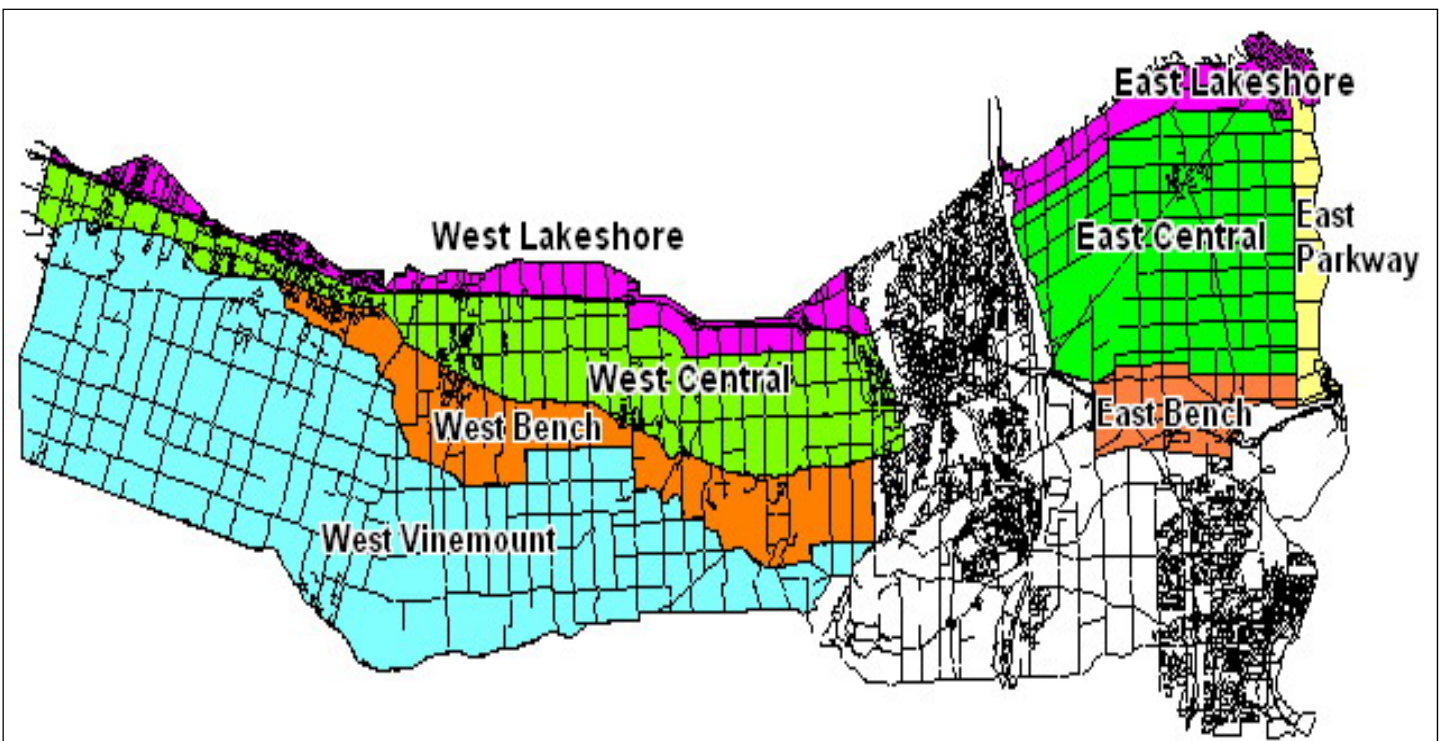 East Lakeshore
East
Parkway
West Lakeshore
East Central
West Central
West Bench
East Bench
West Vinemount